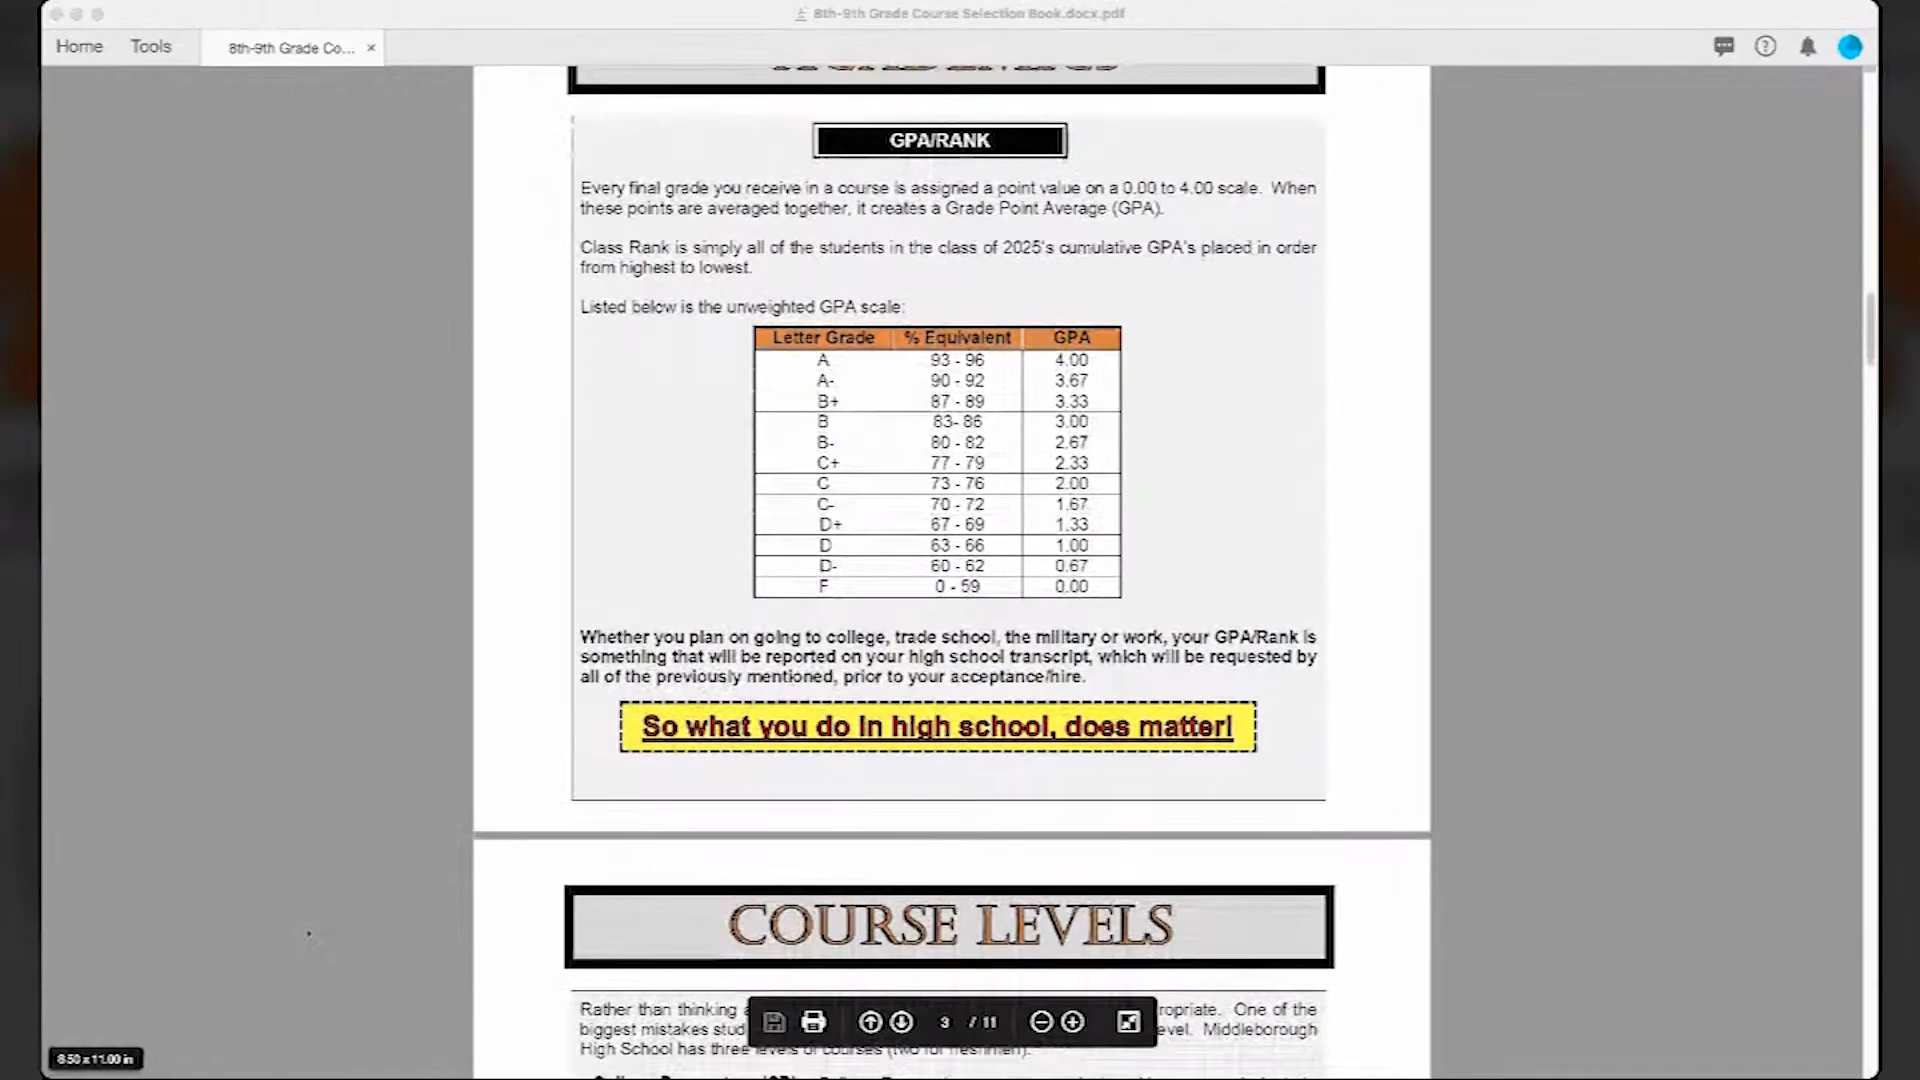 8th-9th Grade Course Selection Book.docx.pdf
Home Tools 8th-9th Grade Co... ×
GPA/RANK
Every final grade you receive in a course is assigned a point value on a 0.00 to 4.00 scale. When
these points are averaged together, it creates a Grade Point Average (GPA).
Class Rank is simply all of the students in the class of 2025's cumulative GPA's placed in order
from highest to lowest.
Listed below is the unweighted GPA scale:
Letter Grade % Equivalent GPA
A 93 - 96 4.00
A- 90 - 92 3.67
B+ 87 - 89 3.33
B 83- 86 3.00
B- 80 - 82 2.67
C+ 77 - 79 2.33
C 73 - 76 2.00
C- 70 - 72 1.67
D+ 67 - 69 1.33
D 63 - 66 1.00
D- 60 - 62 0.67
F 0 - 59 0.00
Whether you plan on going to college, trade school, the military or work, your GPA/Rank is
something that will be reported on your high school transcript, which will be requested by
all of the previously mentioned, prior to your acceptance/hire.
So what you do in high school, does matter!
COURSE LEVELS
Rather than thinking ropriate. One of the
biggest mistakes stud evel. Middleborough
High School has three levels of courses (two for freshmen).
3 / 11
8.50 x 11.00 in